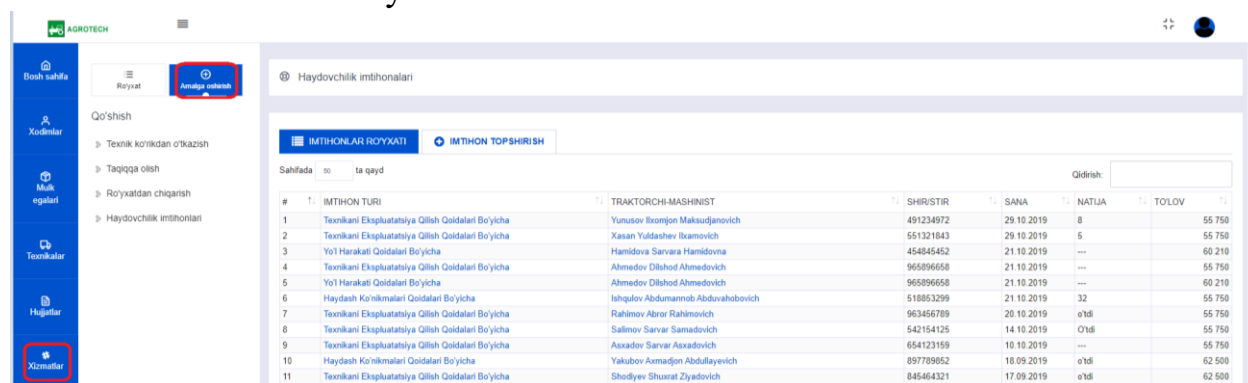 AGROTECH
Bosh sahifa
Xodimlar
Mulk
egalari
Texnikalar
Hujjatlar
Xizmatlar
Ro'yxat
Amalga oshirish
Qo'shish
Texnik ko'rikdan o'tkazish
Taqiqqa olish
Ro'yxatdan chiqarish
Haydovchilik imtihonlari
Haydovchilik imtihonalari
IMTIHONLAR RO'YXATI IMTIHON TOPSHIRISH
Sahifada 50 ta qayd Qidirish:
# IMTIHON TURI TRAKTORCHI-MASHINIST SHIR/STIR SANA NATIJA TO'LOV
1 Texnikani Ekspluatatsiya Qilish Qoidalari Bo'yicha Yunusov Ilxomjon Maksudjanovich 491234972 29.10.2019 8 55 750
2 Texnikani Ekspluatatsiya Qilish Qoidalari Bo'yicha Xasan Yuldashev Ilxamovich 551321843 29.10.2019 5 55 750
3 Yo'l Harakati Qoidalari Bo'yicha Hamidova Sarvara Hamidovna 454845452 21.10.2019 --- 60 210
4 Texnikani Ekspluatatsiya Qilish Qoidalari Bo'yicha Ahmedov Dilshod Ahmedovich 965896658 21.10.2019 --- 55 750
5 Yo'l Harakati Qoidalari Bo'yicha Ahmedov Dilshod Ahmedovich 965896658 21.10.2019 --- 60 210
6 Haydash Ko'nikmalari Qoidalari Bo'yicha Ishqulov Abdumannob Abduvahobovich 518853299 21.10.2019 32 55 750
7 Texnikani Ekspluatatsiya Qilish Qoidalari Bo'yicha Rahimov Abror Rahimovich 963456789 20.10.2019 o'tdi 55 750
8 Texnikani Ekspluatatsiya Qilish Qoidalari Bo'yicha Salimov Sarvar Samadovich 542154125 14.10.2019 O'tdi 55 750
9 Texnikani Ekspluatatsiya Qilish Qoidalari Bo'yicha Asxadov Sarvar Asxadovich 654123159 10.10.2019 --- 55 750
10 Haydash Ko'nikmalari Qoidalari Bo'yicha Yakubov Axmadjon Abdullayevich 897789852 18.09.2019 o'tdi 62 500
11 Texnikani Ekspluatatsiya Qilish Qoidalari Bo'yicha Shodiyev Shuxrat Ziyadovich 845464321 17.09.2019 o'tdi 62 500